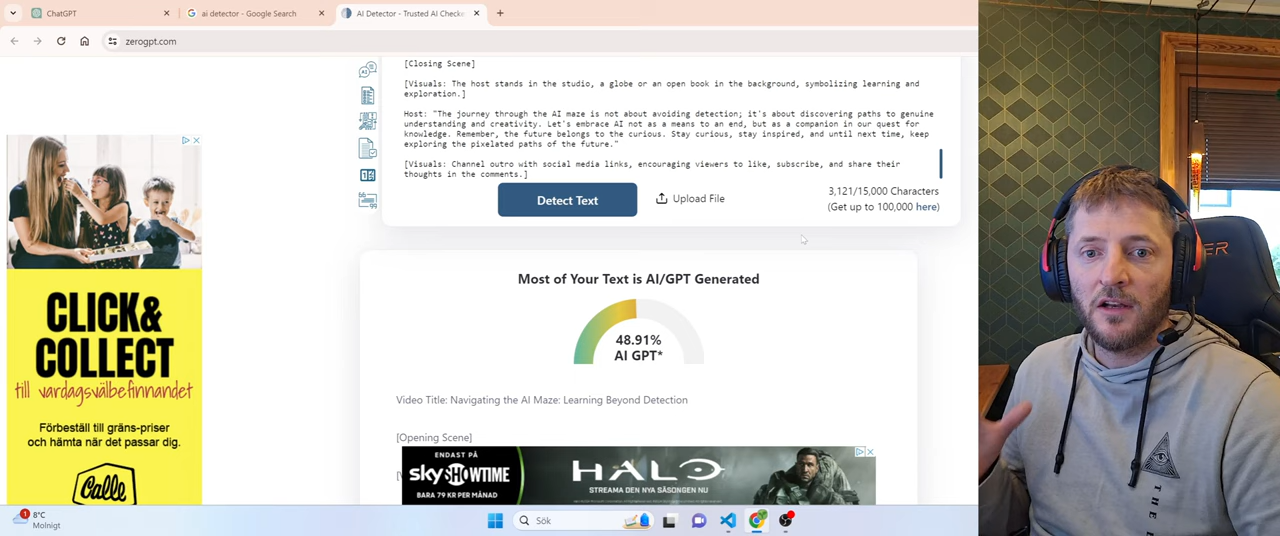 ChatGPT
ai detector - Google Search
AI Detector - Trusted AI Checke
zerogpt.com
[Closing Scene]
[Visuals: The host stands in the studio, a globe or an open book in the background, symbolizing learning and
exploration.]
Host: "The journey through the AI maze is not about avoiding detection; it's about discovering paths to genuine
understanding and creativity. Let's embrace AI not as a means to an end, but as a companion in our quest for
knowledge. Remember, the future belongs to the curious. Stay curious, stay inspired, and until next time, keep
exploring the pixelated paths of the future."
[Visuals: Channel outro with social media links, encouraging viewers to like, subscribe, and share their
thoughts in the comments.]
Detect Text
Upload File
3,121/15,000 Characters
(Get up to 100,000 here)
Most of Your Text is AI/GPT Generated
48.91%
AI GPT*
Video Title: Navigating the AI Maze: Learning Beyond Detection
[Opening Scene]
CLICK&
COLLECT
till vardagsvälbefinnandet
Förbeställ till gräns-priser
och hämta när det passar dig.
Calle
ENDAST PÅ
sky SHOWTIME
BARA 79 KR PER MÅNAD
HALO
STREAMA DEN NYA SÄSONGEN NU
1
8°C
Molnigt
Sök
THE